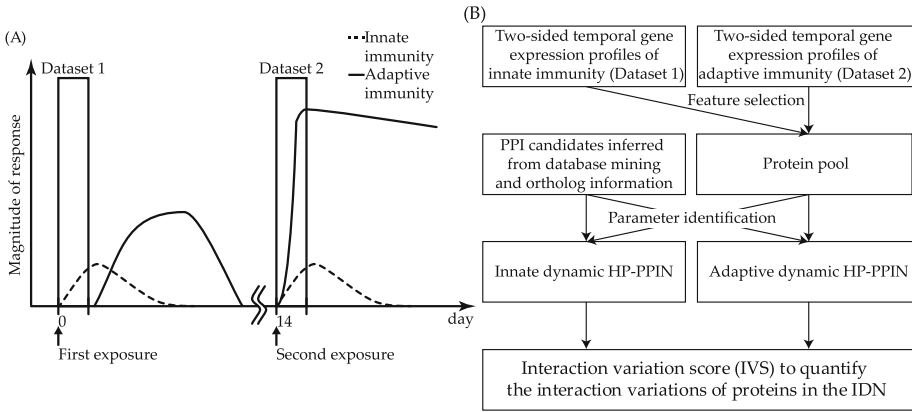 (A)
Innate
immunity
Adaptive
immunity
Dataset 1
Dataset 2
Magnitude of response
0
14
day
First exposure
Second exposure
(B)
Two-sided temporal gene
expression profiles of
innate immunity (Dataset 1)
Two-sided temporal gene
expression profiles of
adaptive immunity (Dataset 2)
Feature selection
PPI candidates inferred
from database mining
and ortholog information
Protein pool
Parameter identification
Innate dynamic HP-PPIN
Adaptive dynamic HP-PPIN
Interaction variation score (IVS) to quantify
the interaction variations of proteins in the IDN